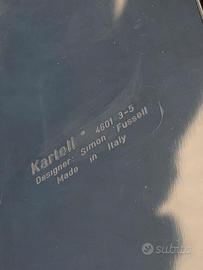 Kartell ® 4601 3-5
Designer: Simon Fussell
Made in Italy
subito